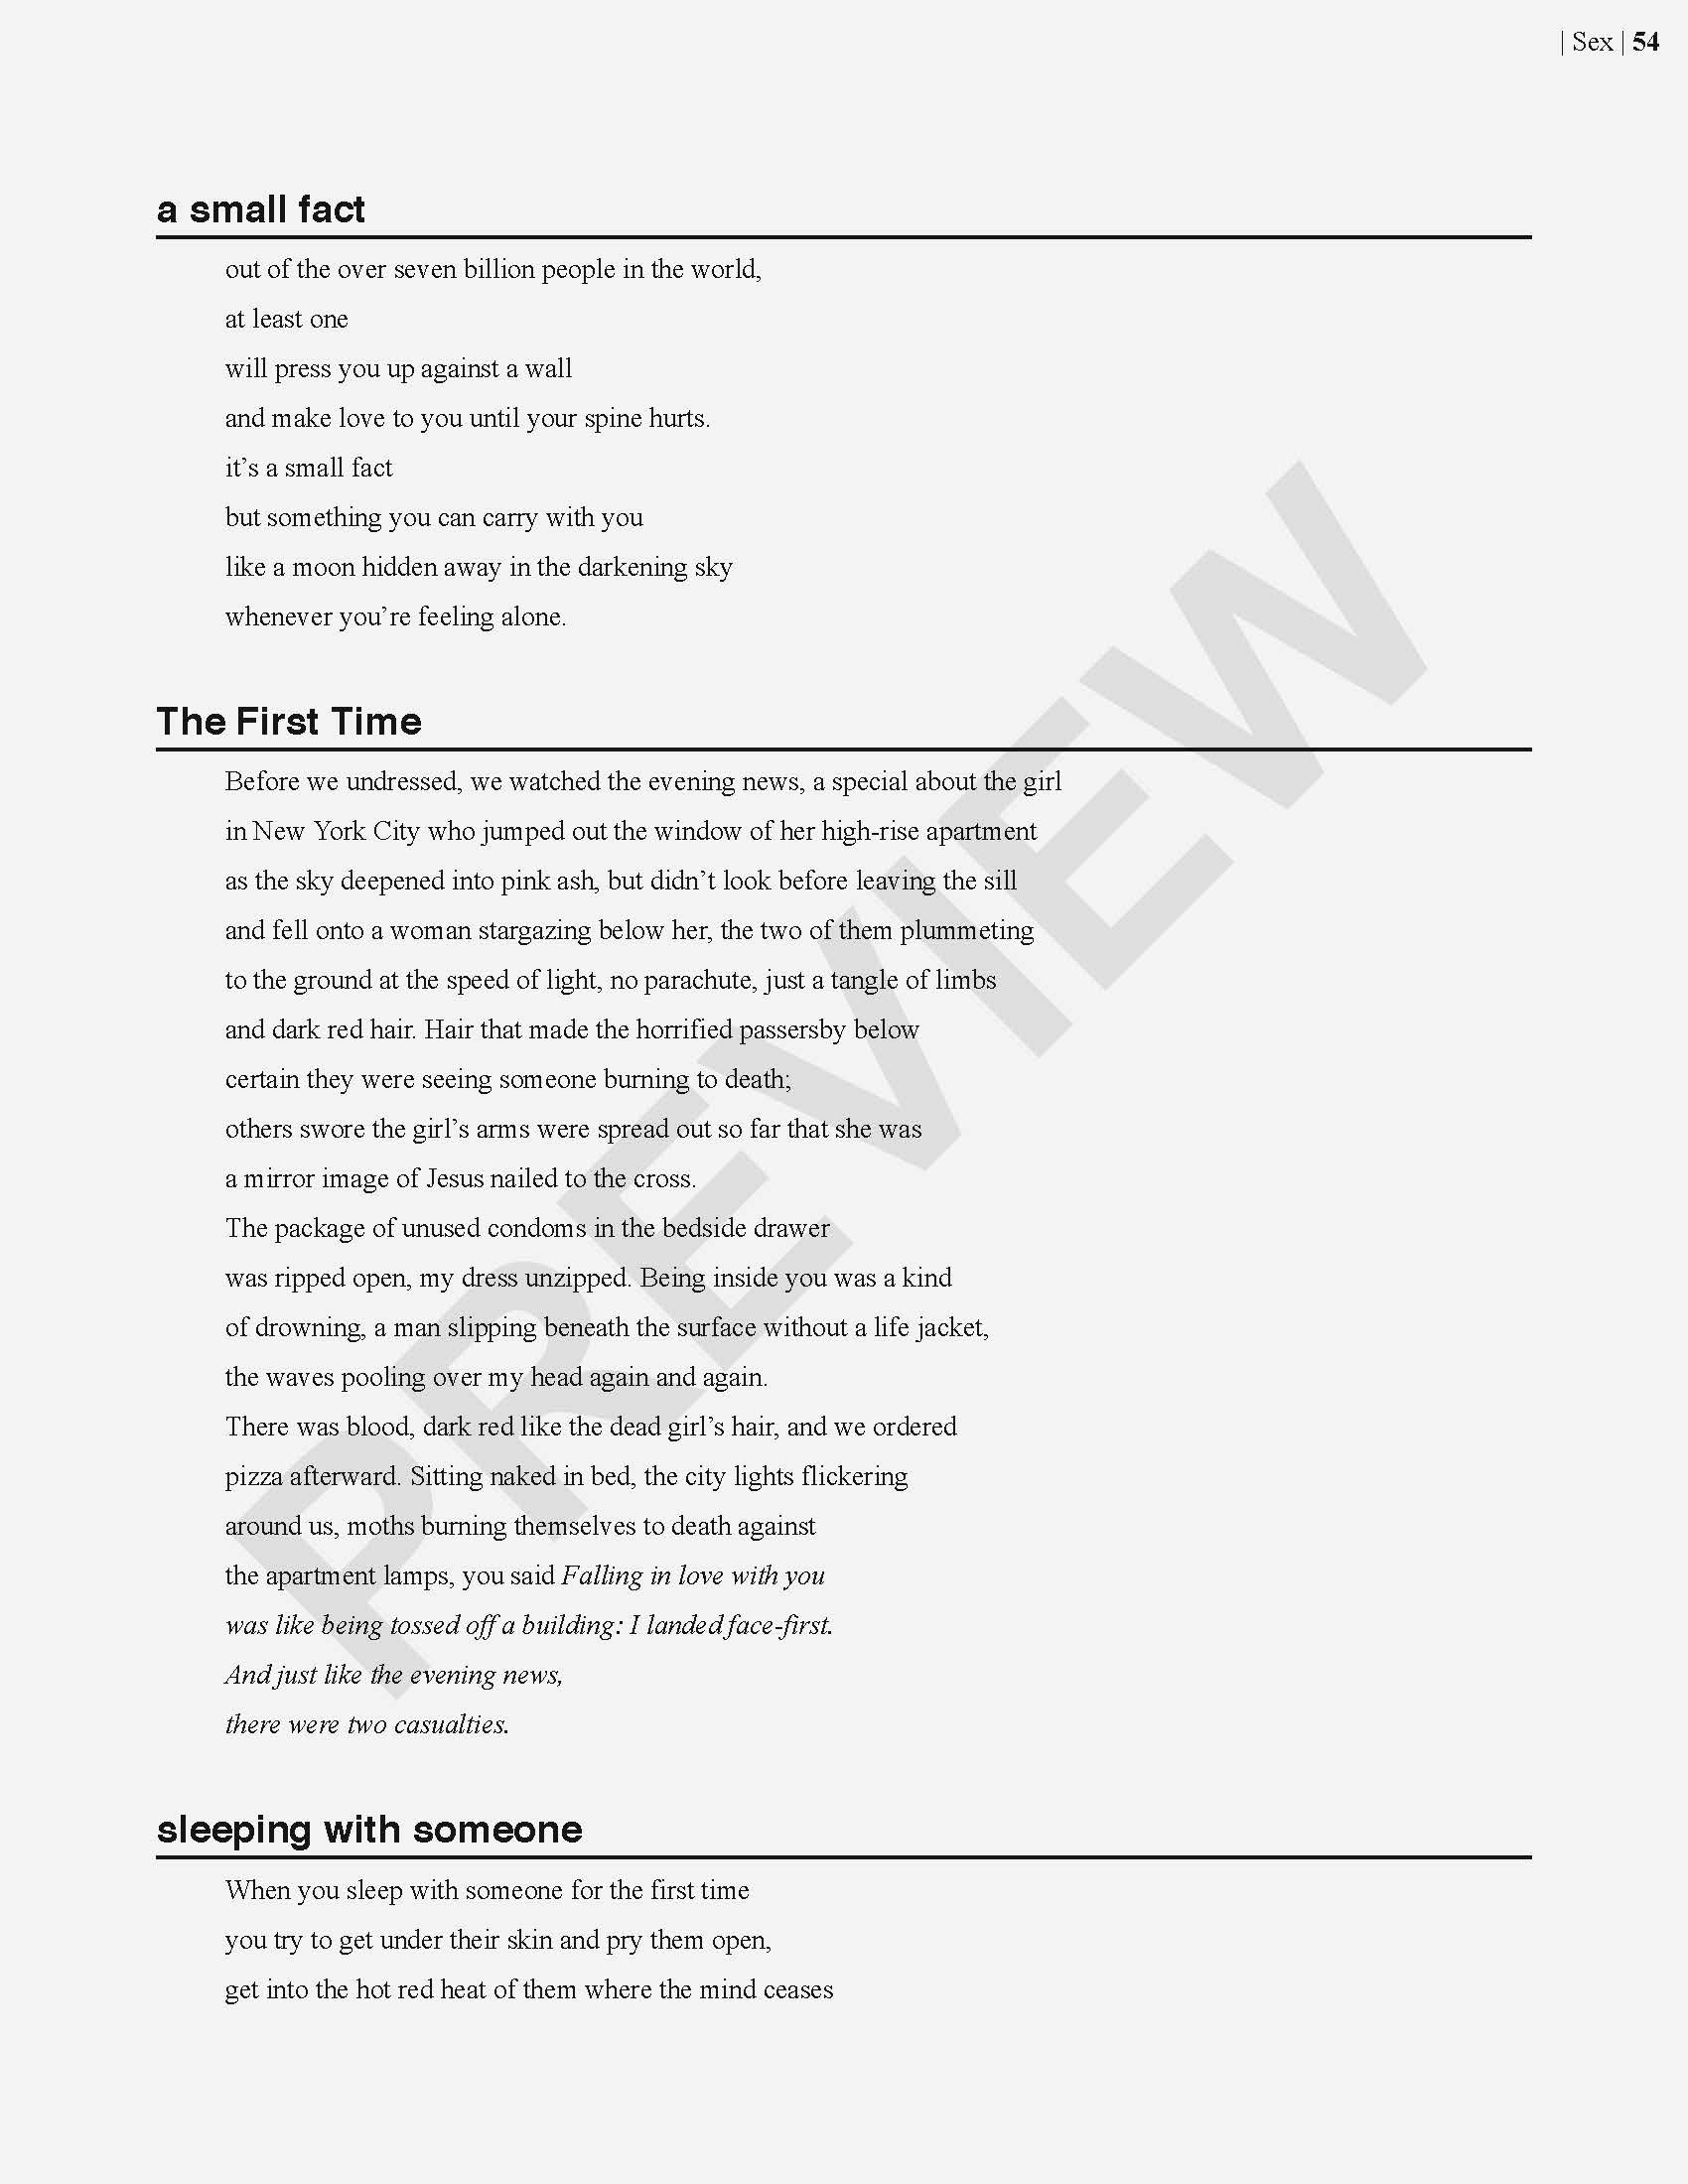 | Sex | 54
a small fact
out of the over seven billion people in the world,
at least one
will press you up against a wall
and make love to you until your spine hurts.
it's a small fact
but something you can carry with you
like a moon hidden away in the darkening sky
whenever you're feeling alone.
The First Time
Before we undressed, we watched the evening news, a special about the girl
in New York City who jumped out the window of her high-rise apartment
as the sky deepened into pink ash, but didn't look before leaving the sill
and fell onto a woman stargazing below her, the two of them plummeting
to the ground at the speed of light, no parachute, just a tangle of limbs
and dark red hair. Hair that made the horrified passersby below
certain they were seeing someone burning to death;
others swore the girl's arms were spread out so far that she was
a mirror image of Jesus nailed to the cross.
The package of unused condoms in the bedside drawer
was ripped open, my dress unzipped. Being inside you was a kind
of drowning, a man slipping beneath the surface without a life jacket,
the waves pooling over my head again and again.
There was blood, dark red like the dead girl's hair, and we ordered
pizza afterward. Sitting naked in bed, the city lights flickering
around us, moths burning themselves to death against
the apartment lamps, you said Falling in love with you
was like being tossed off a building: I landed face-first.
And just like the evening news,
there were two casualties.
sleeping with someone
When you sleep with someone for the first time
you try to get under their skin and pry them open,
get into the hot red heat of them where the mind ceases
PREVIEW